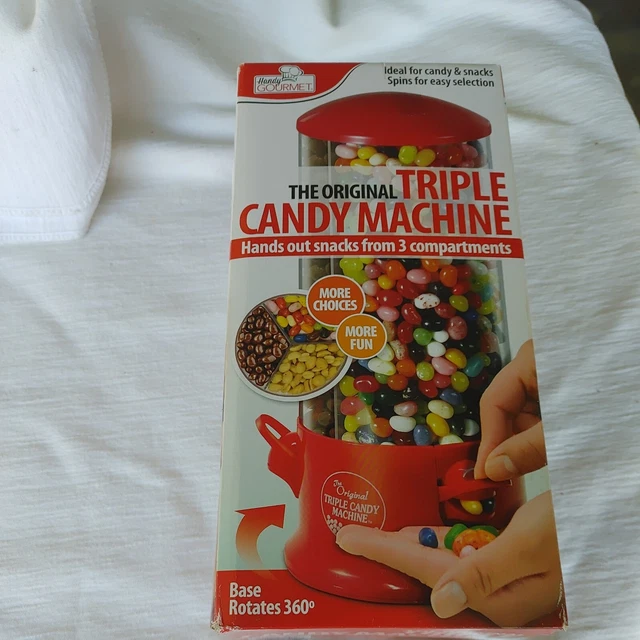 Handy
GOURMET
Ideal for candy & snacks
Spins for easy selection
THE ORIGINAL TRIPLE
CANDY MACHINE
Hands out snacks from 3 compartments
MORE
CHOICES
MORE
FUN
The
Original
TRIPLE CANDY
MACHINE
Base
Rotates 360º